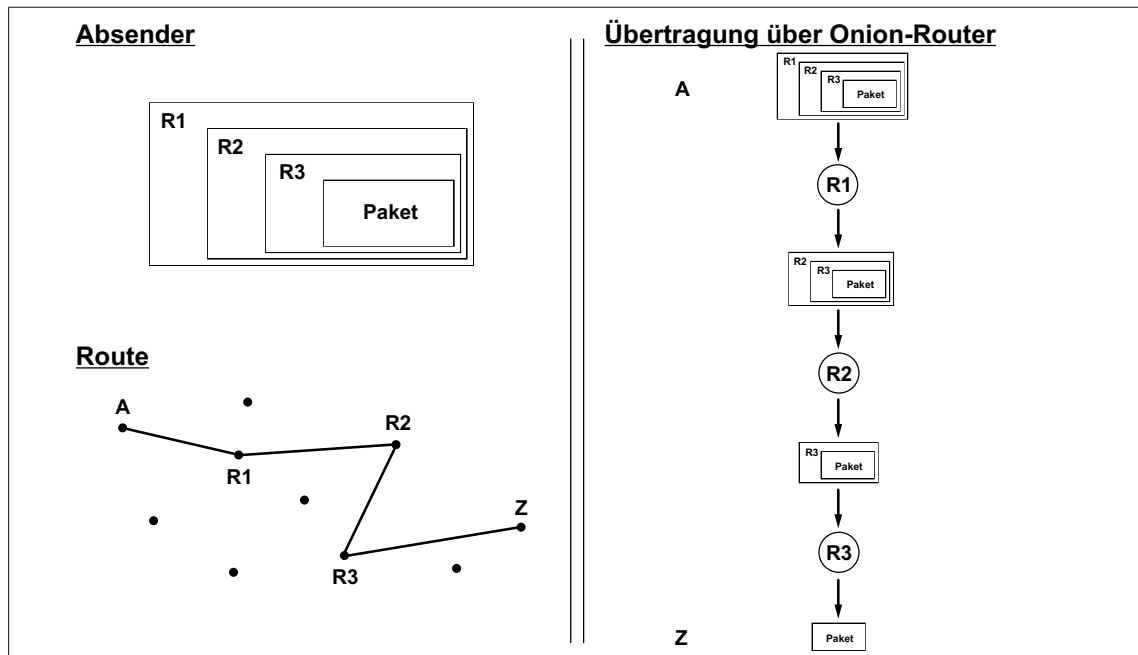 Absender
R1
R2
R3
Paket
Route
A
R2
R1
Z
R3
Übertragung über Onion-Router
A
R1
R2
R3
Paket
R1
R2
R3
Paket
R2
R3
Paket
R3
Z
Paket